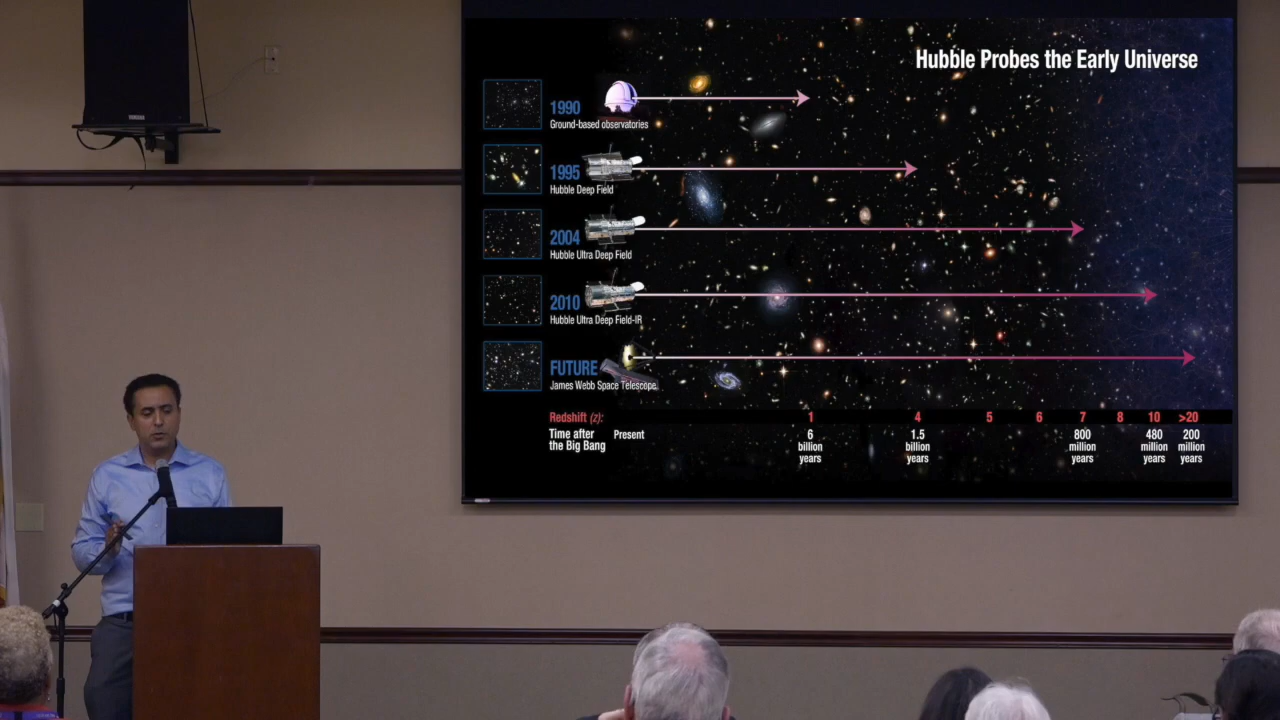 YAMAHA
Hubble Probes the Early Universe
1990
Ground-based observatories
1995
Hubble Deep Field
2004
Hubble Ultra Deep Field
2010
Hubble Ultra Deep Field-IR
FUTURE
James Webb Space Telescope
Redshift (z): 1 4 5 6 7 8 10 >20
Time after Present 6 1.5 800 480 200
the Big Bang billion billion million million million
years years years years years